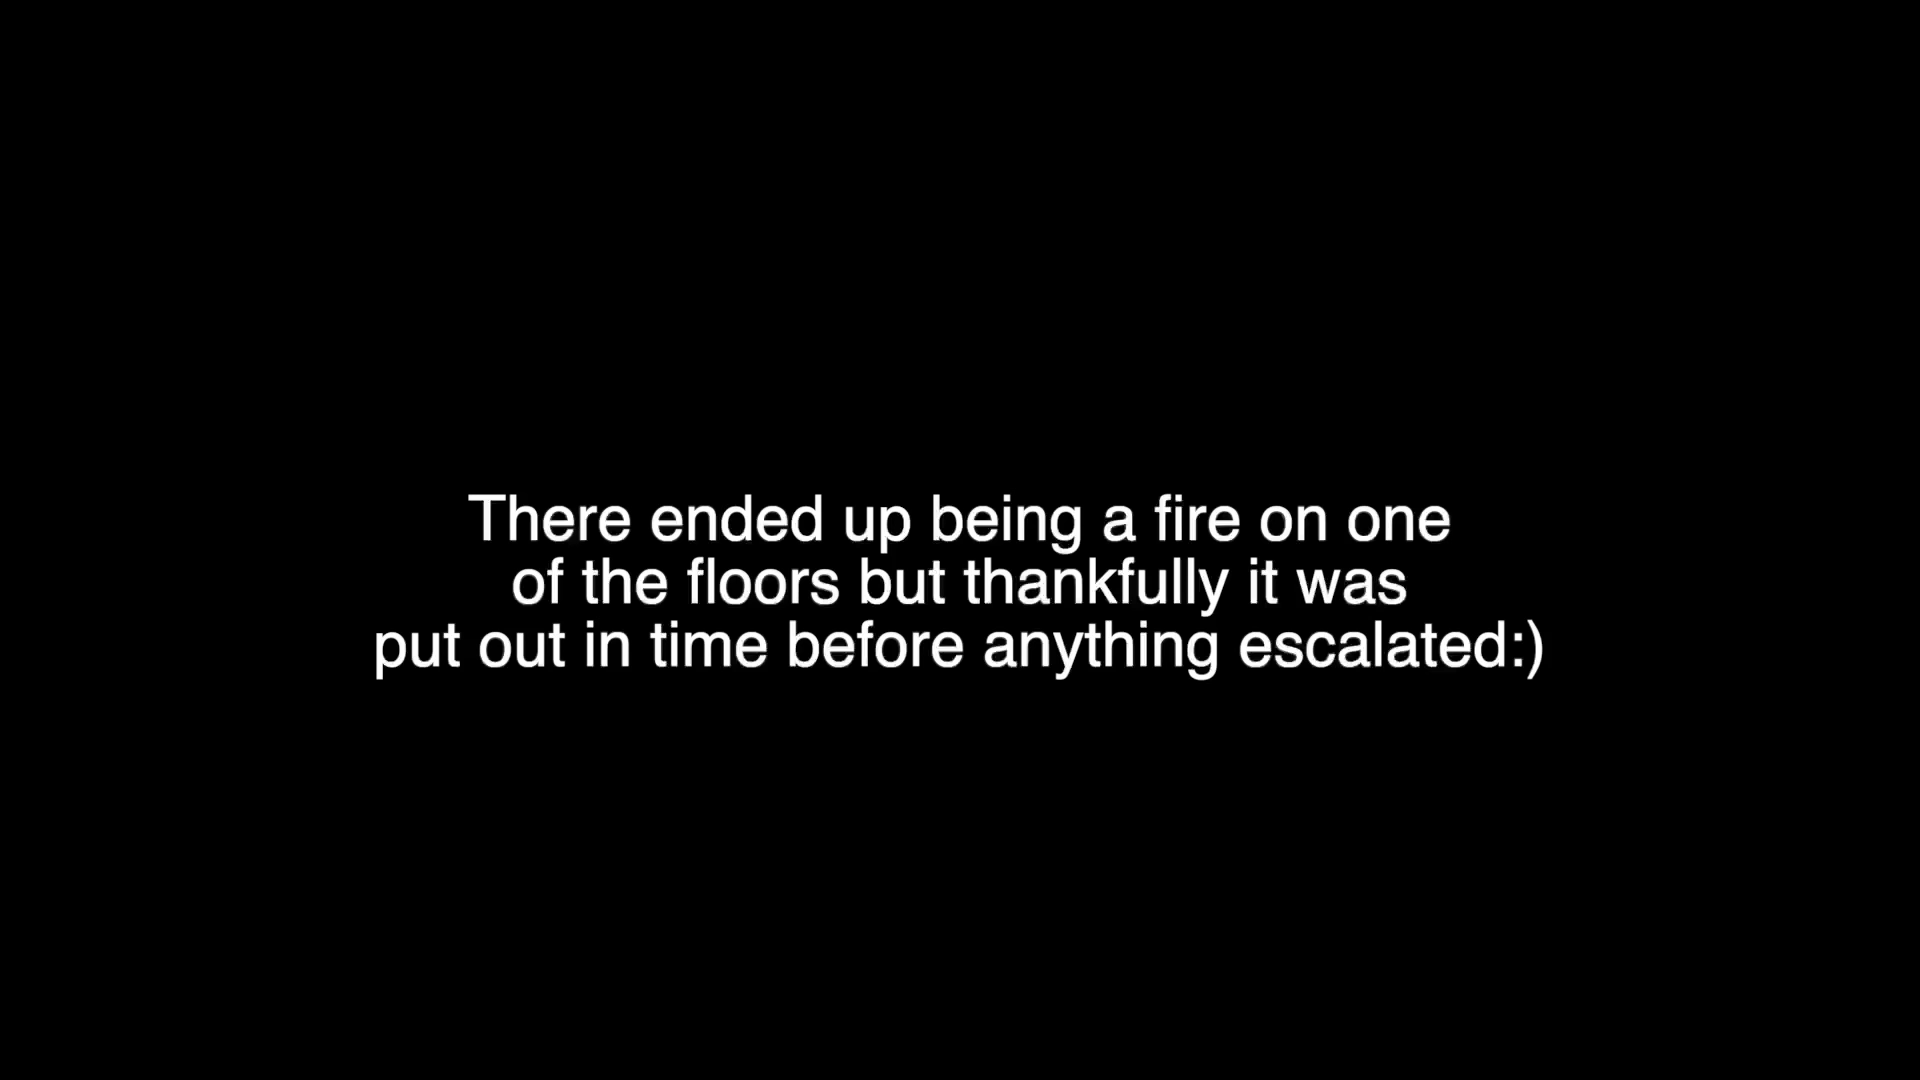 There ended up being a fire on one
of the floors but thankfully it was
put out in time before anything escalated:)